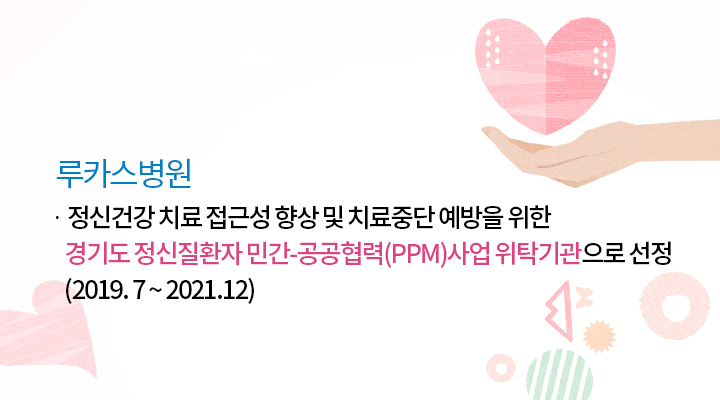 루카스병원
· 정신건강 치료 접근성 향상 및 치료중단 예방을 위한
경기도 정신질환자 민간-공공협력(PPM)사업 위탁기관으로 선정
(2019. 7 ~ 2021.12)